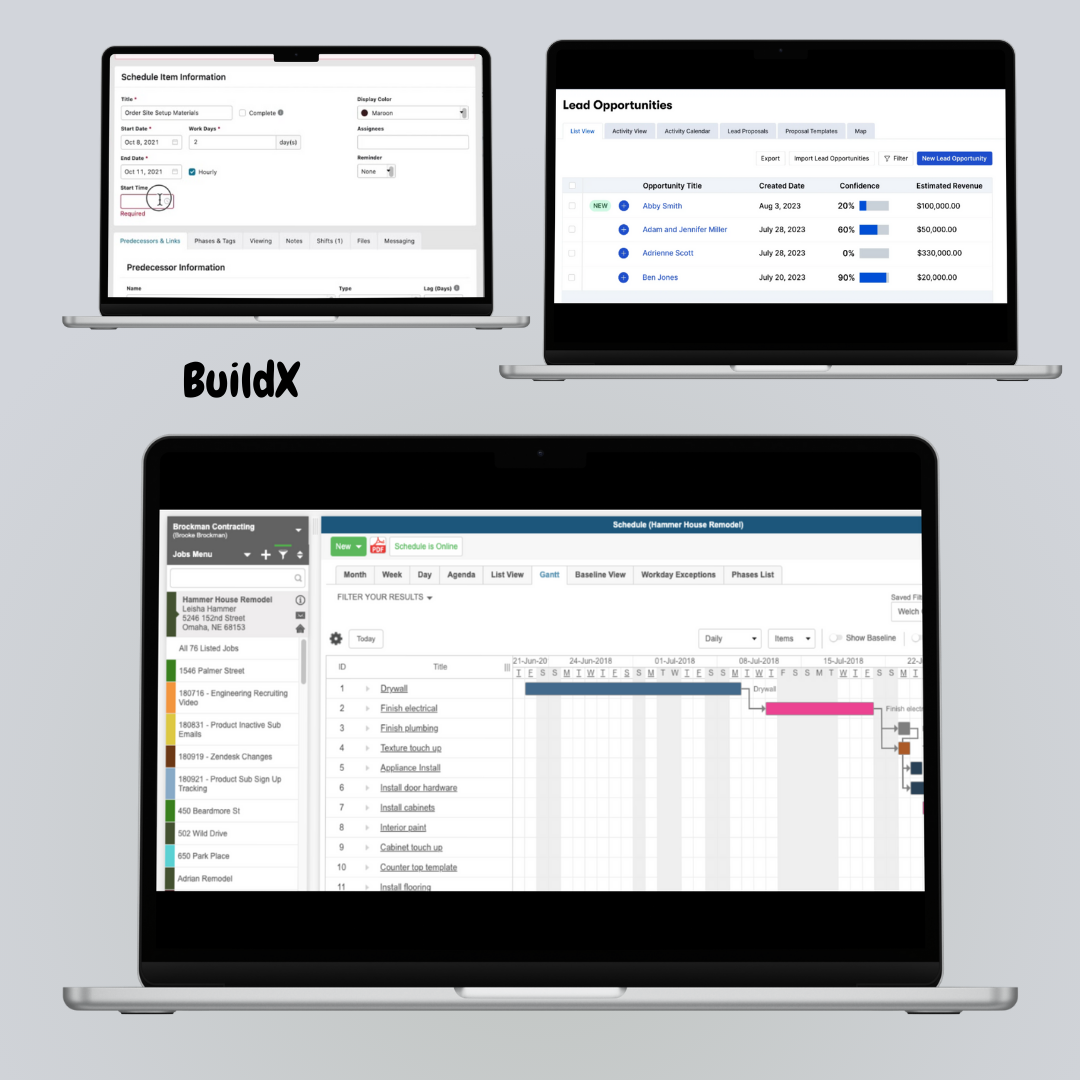 Schedule Item Information
Title *
Display Color
Order Site Setup Materials
Complete
Maroon
Start Date *
Work Days *
Assignees
Oct 8, 2021
2
day(s)
End Date *
Reminder
Oct 11, 2021
Hourly
None
Start Time
Required
Predecessors & Links
Phases & Tags
Viewing
Notes
Shifts (1)
Files
Messaging
Predecessor Information
Name
Type
Lag (Days)
Lead Opportunities
List View
Activity View
Activity Calendar
Lead Proposals
Proposal Templates
Map
Export
Import Lead Opportunities
Filter
New Lead Opportunity
Opportunity Title
Created Date
Confidence
Estimated Revenue
NEW
Abby Smith
Aug 3, 2023
20%
$100,000.00
Adam and Jennifer Miller
July 28, 2023
60%
$50,000.00
Adrienne Scott
July 28, 2023
0%
$330,000.00
Ben Jones
July 20, 2023
90%
$20,000.00
BuildX
Brockman Contracting
(Brooke Brockman)
Jobs Menu
Hammer House Remodel
Leisha Hammer
5246 152nd Street
Omaha, NE 68153
All 76 Listed Jobs
1546 Palmer Street
180716 - Engineering Recruiting
Video
180831 - Product Inactive Sub
Emails
180919 - Zendesk Changes
180921 - Product Sub Sign Up
Tracking
450 Beardmore St
502 Wild Drive
650 Park Place
Adrian Remodel
Schedule (Hammer House Remodel)
New
PDF
Schedule is Online
Month
Week
Day
Agenda
List View
Gantt
Baseline View
Workday Exceptions
Phases List
FILTER YOUR RESULTS
Saved Filt
Welch
Today
Daily
Items
Show Baseline
ID
Title
21-Jun-20
24-Jun-2018
01-Jul-2018
08-Jul-2018
15-Jul-2018
22-J
T F S S M T W T F S S M T W T F S S M T W T F S S M T W T F S S M T
1
Drywall
Drywall
2
Finish electrical
Finish electr
3
Finish plumbing
4
Texture touch up
5
Appliance Install
6
Install door hardware
7
Install cabinets
8
Interior paint
9
Cabinet touch up
10
Counter top template
11
Install flooring